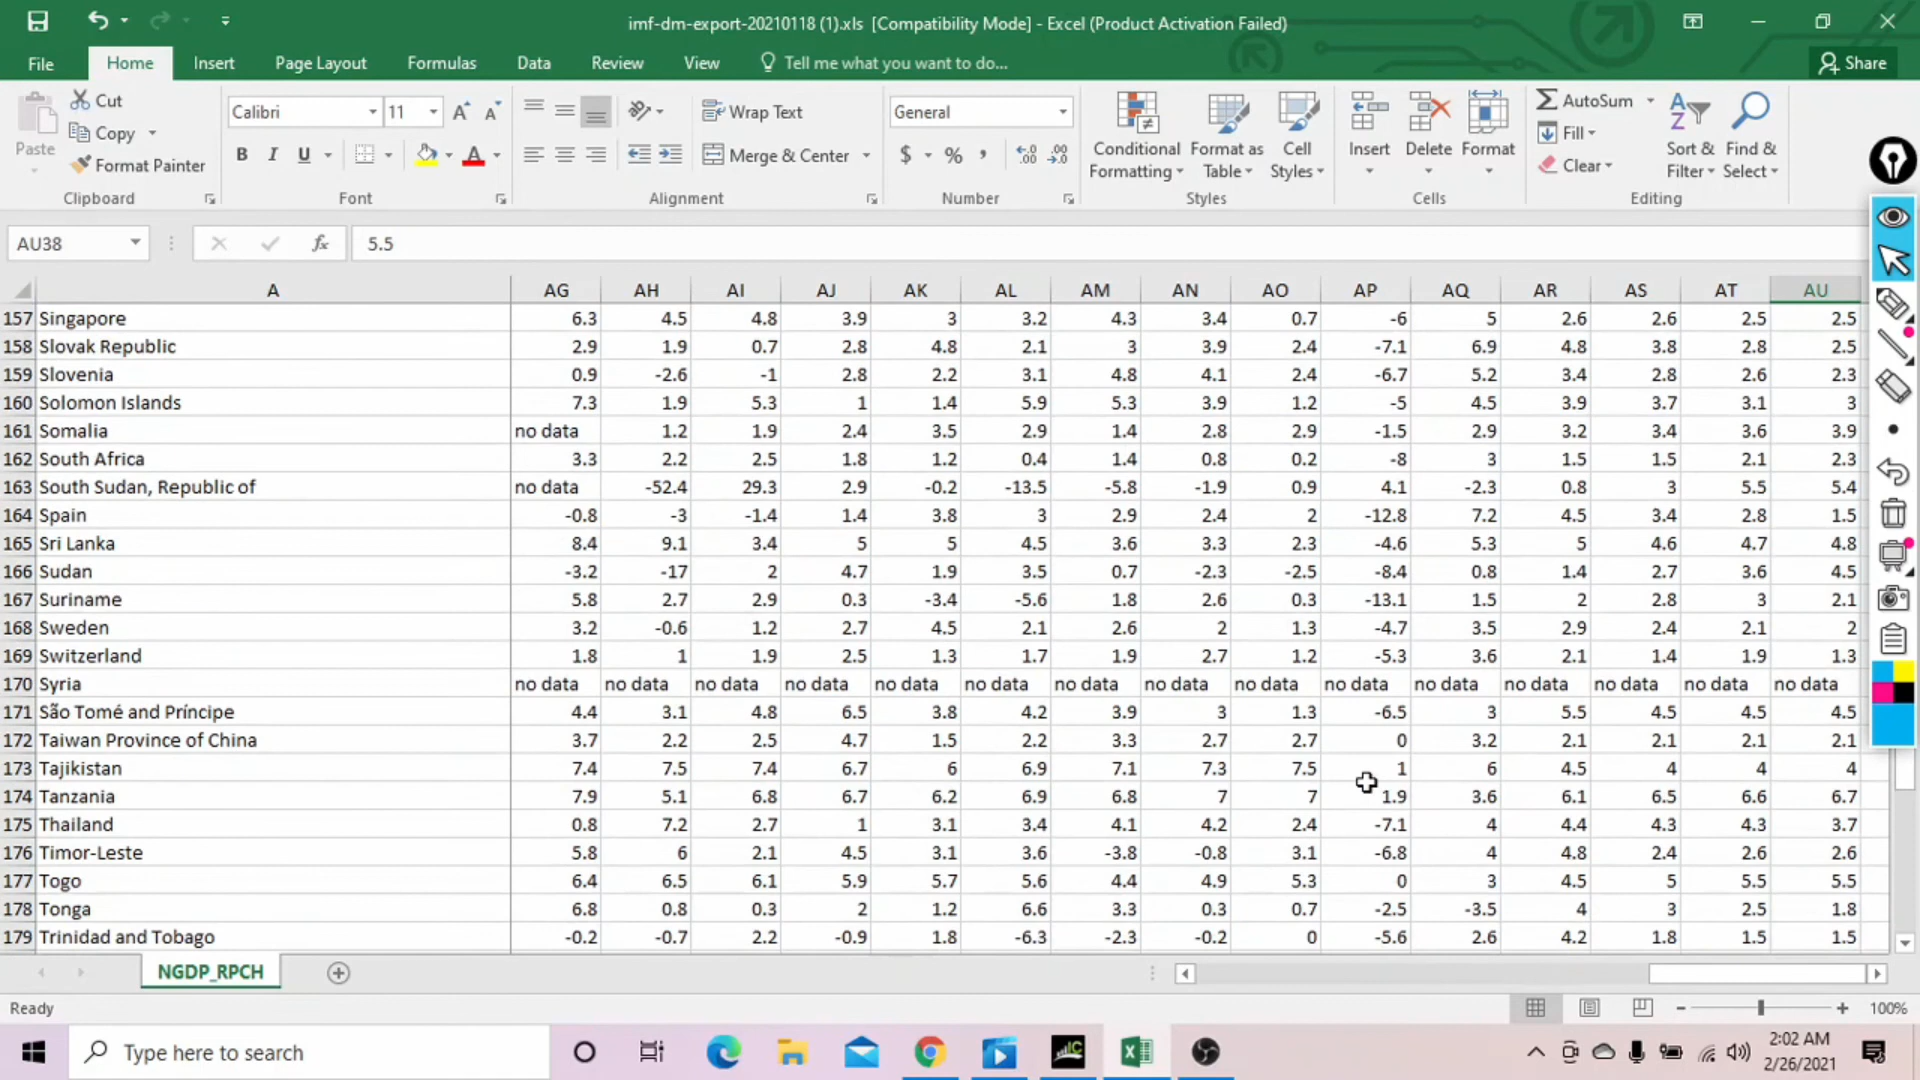 imf-dm-export-20210118 (1).xls [Compatibility Mode] - Excel (Product Activation Failed)
File Home Insert Page Layout Formulas Data Review View Tell me what you want to do... Share
Paste
Cut
Copy
Format Painter
Calibri 11
B I U
Wrap Text
Merge & Center
General
$ % ,
Conditional Formatting
Format as Table
Cell Styles
Insert Delete Format
AutoSum
Fill
Clear
Sort & Filter
Find & Select
Clipboard Font Alignment Number Styles Cells Editing
AU38 fx 5.5
A AG AH AI AJ AK AL AM AN AO AP AQ AR AS AT AU
157 Singapore 6.3 4.5 4.8 3.9 3 3.2 4.3 3.4 0.7 -6 5 2.6 2.6 2.5 2.5
158 Slovak Republic 2.9 1.9 0.7 2.8 4.8 2.1 3 3.9 2.4 -7.1 6.9 4.8 3.8 2.8 2.5
159 Slovenia 0.9 -2.6 -1 2.8 2.2 3.1 4.8 4.1 2.4 -6.7 5.2 3.4 2.8 2.6 2.3
160 Solomon Islands 7.3 1.9 5.3 1 1.4 5.9 5.3 3.9 1.2 -5 4.5 3.9 3.7 3.1 3
161 Somalia no data 1.2 1.9 2.4 3.5 2.9 1.4 2.8 2.9 -1.5 2.9 3.2 3.4 3.6 3.9
162 South Africa 3.3 2.2 2.5 1.8 1.2 0.4 1.4 0.8 0.2 -8 3 1.5 1.5 2.1 2.3
163 South Sudan, Republic of no data -52.4 29.3 2.9 -0.2 -13.5 -5.8 -1.9 0.9 4.1 -2.3 0.8 3 5.5 5.4
164 Spain -0.8 -3 -1.4 1.4 3.8 3 2.9 2.4 2 -12.8 7.2 4.5 3.4 2.8 1.5
165 Sri Lanka 8.4 9.1 3.4 5 5 4.5 3.6 3.3 2.3 -4.6 5.3 5 4.6 4.7 4.8
166 Sudan -3.2 -17 2 4.7 1.9 3.5 0.7 -2.3 -2.5 -8.4 0.8 1.4 2.7 3.6 4.5
167 Suriname 5.8 2.7 2.9 0.3 -3.4 -5.6 1.8 2.6 0.3 -13.1 1.5 2 2.8 3 2.1
168 Sweden 3.2 -0.6 1.2 2.7 4.5 2.1 2.6 2 1.3 -4.7 3.5 2.9 2.4 2.1 2
169 Switzerland 1.8 1 1.9 2.5 1.3 1.7 1.9 2.7 1.2 -5.3 3.6 2.1 1.4 1.9 1.3
170 Syria no data no data no data no data no data no data no data no data no data no data no data no data no data no data no data
171 São Tomé and Príncipe 4.4 3.1 4.8 6.5 3.8 4.2 3.9 3 1.3 -6.5 3 5.5 4.5 4.5 4.5
172 Taiwan Province of China 3.7 2.2 2.5 4.7 1.5 2.2 3.3 2.7 2.7 0 3.2 2.1 2.1 2.1 2.1
173 Tajikistan 7.4 7.5 7.4 6.7 6 6.9 7.1 7.3 7.5 1 6 4.5 4 4 4
174 Tanzania 7.9 5.1 6.8 6.7 6.2 6.9 6.8 7 7 1.9 3.6 6.1 6.5 6.6 6.7
175 Thailand 0.8 7.2 2.7 1 3.1 3.4 4.1 4.2 2.4 -7.1 4 4.4 4.3 4.3 3.7
176 Timor-Leste 5.8 6 2.1 4.5 3.1 3.6 -3.8 -0.8 3.1 -6.8 4 4.8 2.4 2.6 2.6
177 Togo 6.4 6.5 6.1 5.9 5.7 5.6 4.4 4.9 5.3 0 3 4.5 5 5.5 5.5
178 Tonga 6.8 0.8 0.3 2 1.2 6.6 3.3 0.3 0.7 -2.5 -3.5 4 3 2.5 1.8
179 Trinidad and Tobago -0.2 -0.7 2.2 -0.9 1.8 -6.3 -2.3 -0.2 0 -5.6 2.6 4.2 1.8 1.5 1.5
NGDP_RPCH
Ready 100%
Type here to search
2:02 AM
2/26/2021